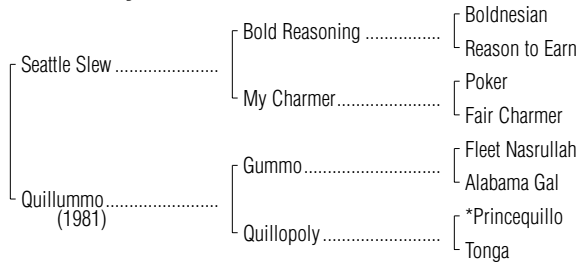 Boldnesian
Bold Reasoning ................
Reason to Earn
Seattle Slew ......................
Poker
My Charmer ......................
Fair Charmer
Fleet Nasrullah
Gummo .............................
Alabama Gal
Quillummo ........................
(1981)
*Princequillo
Quillopoly .........................
Tonga